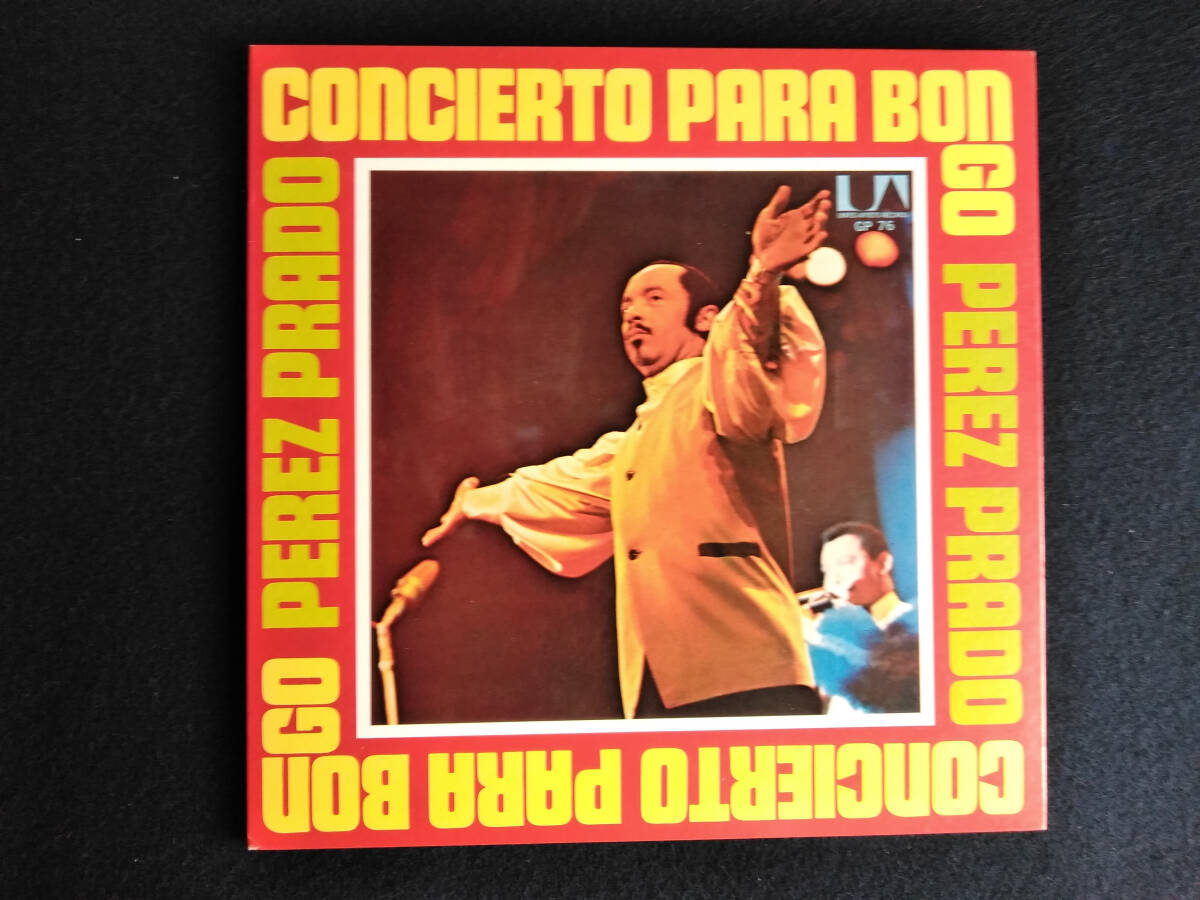 CONCIERTO PARA BON
GO PEREZ PRADO
CONCIERTO PARA BON
GO PEREZ PRADO
UA
GP 76